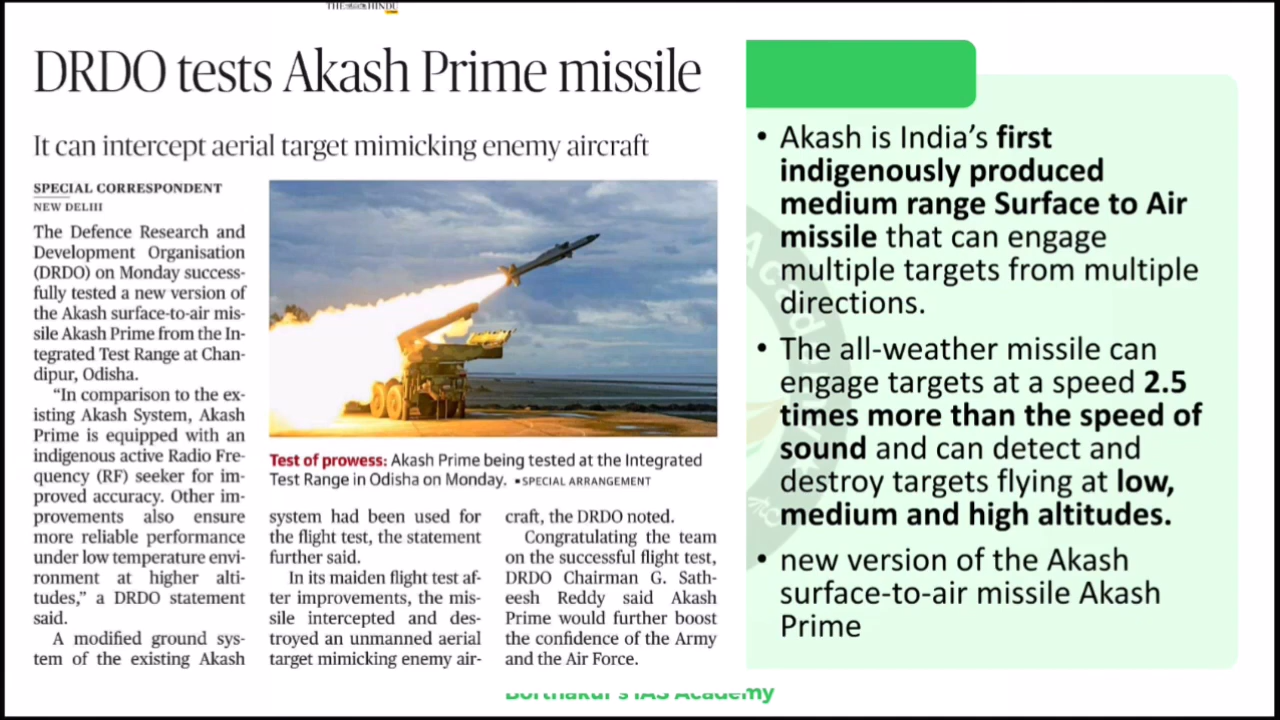 THE HINDU
DRDO tests Akash Prime missile
It can intercept aerial target mimicking enemy aircraft
SPECIAL CORRESPONDENT
NEW DELHI
The Defence Research and
Development Organisation
(DRDO) on Monday success-
fully tested a new version of
the Akash surface-to-air mis-
sile Akash Prime from the In-
tegrated Test Range at Chan-
dipur, Odisha.
“In comparison to the ex-
isting Akash System, Akash
Prime is equipped with an
indigenous active Radio Fre-
quency (RF) seeker for im-
proved accuracy. Other im-
provements also ensure
more reliable performance
under low temperature envi-
ronment at higher alti-
tudes,” a DRDO statement
said.
A modified ground sys-
tem of the existing Akash
Test of prowess: Akash Prime being tested at the Integrated
Test Range in Odisha on Monday. ▪SPECIAL ARRANGEMENT
system had been used for
the flight test, the statement
further said.
In its maiden flight test af-
ter improvements, the mis-
sile intercepted and des-
troyed an unmanned aerial
target mimicking enemy air-
craft, the DRDO noted.
Congratulating the team
on the successful flight test,
DRDO Chairman G. Sath-
eesh Reddy said Akash
Prime would further boost
the confidence of the Army
and the Air Force.
• Akash is India’s first
indigenously produced
medium range Surface to Air
missile that can engage
multiple targets from multiple
directions.
• The all-weather missile can
engage targets at a speed 2.5
times more than the speed of
sound and can detect and
destroy targets flying at low,
medium and high altitudes.
• new version of the Akash
surface-to-air missile Akash
Prime
Borthakur's IAS Academy